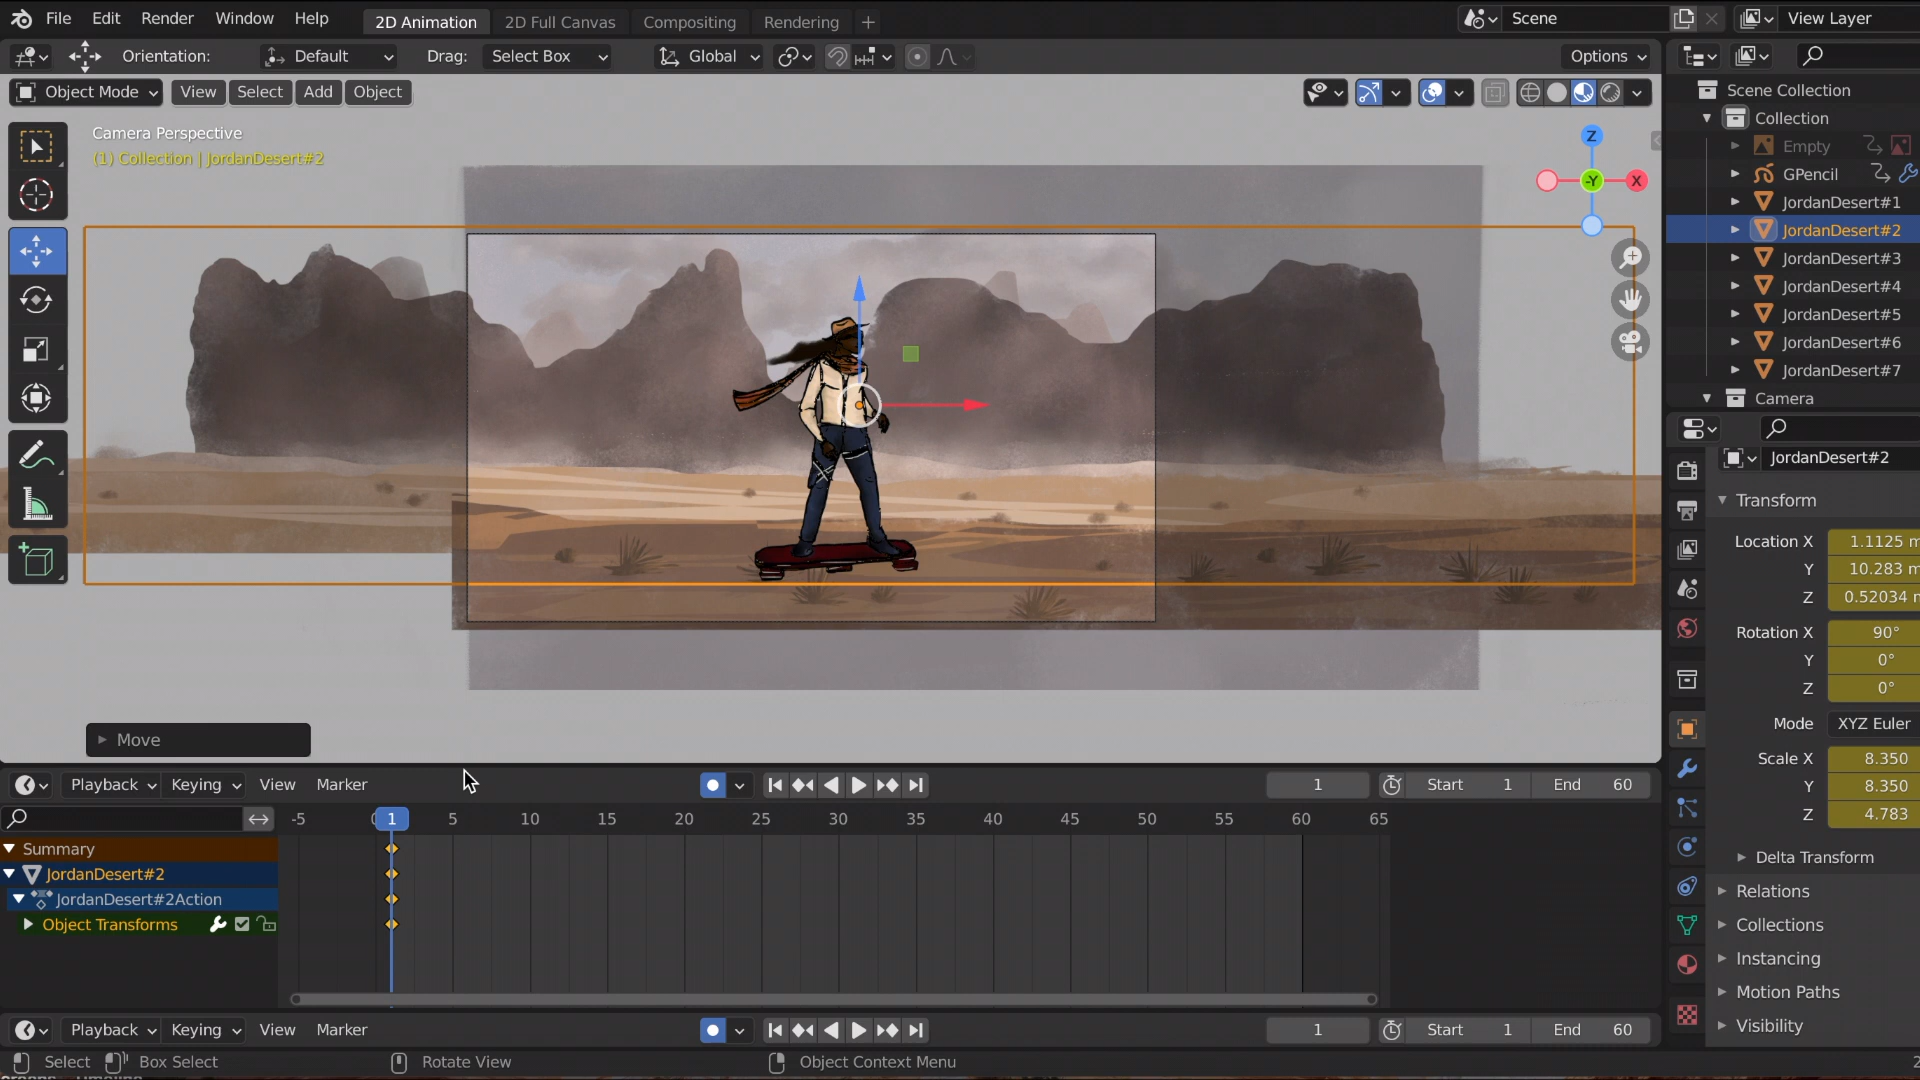 File Edit Render Window Help 2D Animation 2D Full Canvas Compositing Rendering + Scene View Layer
Orientation: Default Drag: Select Box Global Options
Object Mode View Select Add Object
Camera Perspective
(1) Collection | JordanDesert#2
Z
-Y
X
Scene Collection
Collection
Empty
GPencil
JordanDesert#1
JordanDesert#2
JordanDesert#3
JordanDesert#4
JordanDesert#5
JordanDesert#6
JordanDesert#7
Camera
JordanDesert#2
Transform
Location X 1.1125 m
Y 10.283 m
Z 0.52034
Rotation X 90°
Y 0°
Z 0°
Mode XYZ Euler
Scale X 8.350
Y 8.350
Z 4.783
Delta Transform
Relations
Collections
Instancing
Motion Paths
Visibility
Move
Playback Keying View Marker 1 Start 1 End 60
-5 1 5 10 15 20 25 30 35 40 45 50 55 60 65
Summary
JordanDesert#2
JordanDesert#2Action
Object Transforms
Playback Keying View Marker 1 Start 1 End 60
Select Box Select Rotate View Object Context Menu